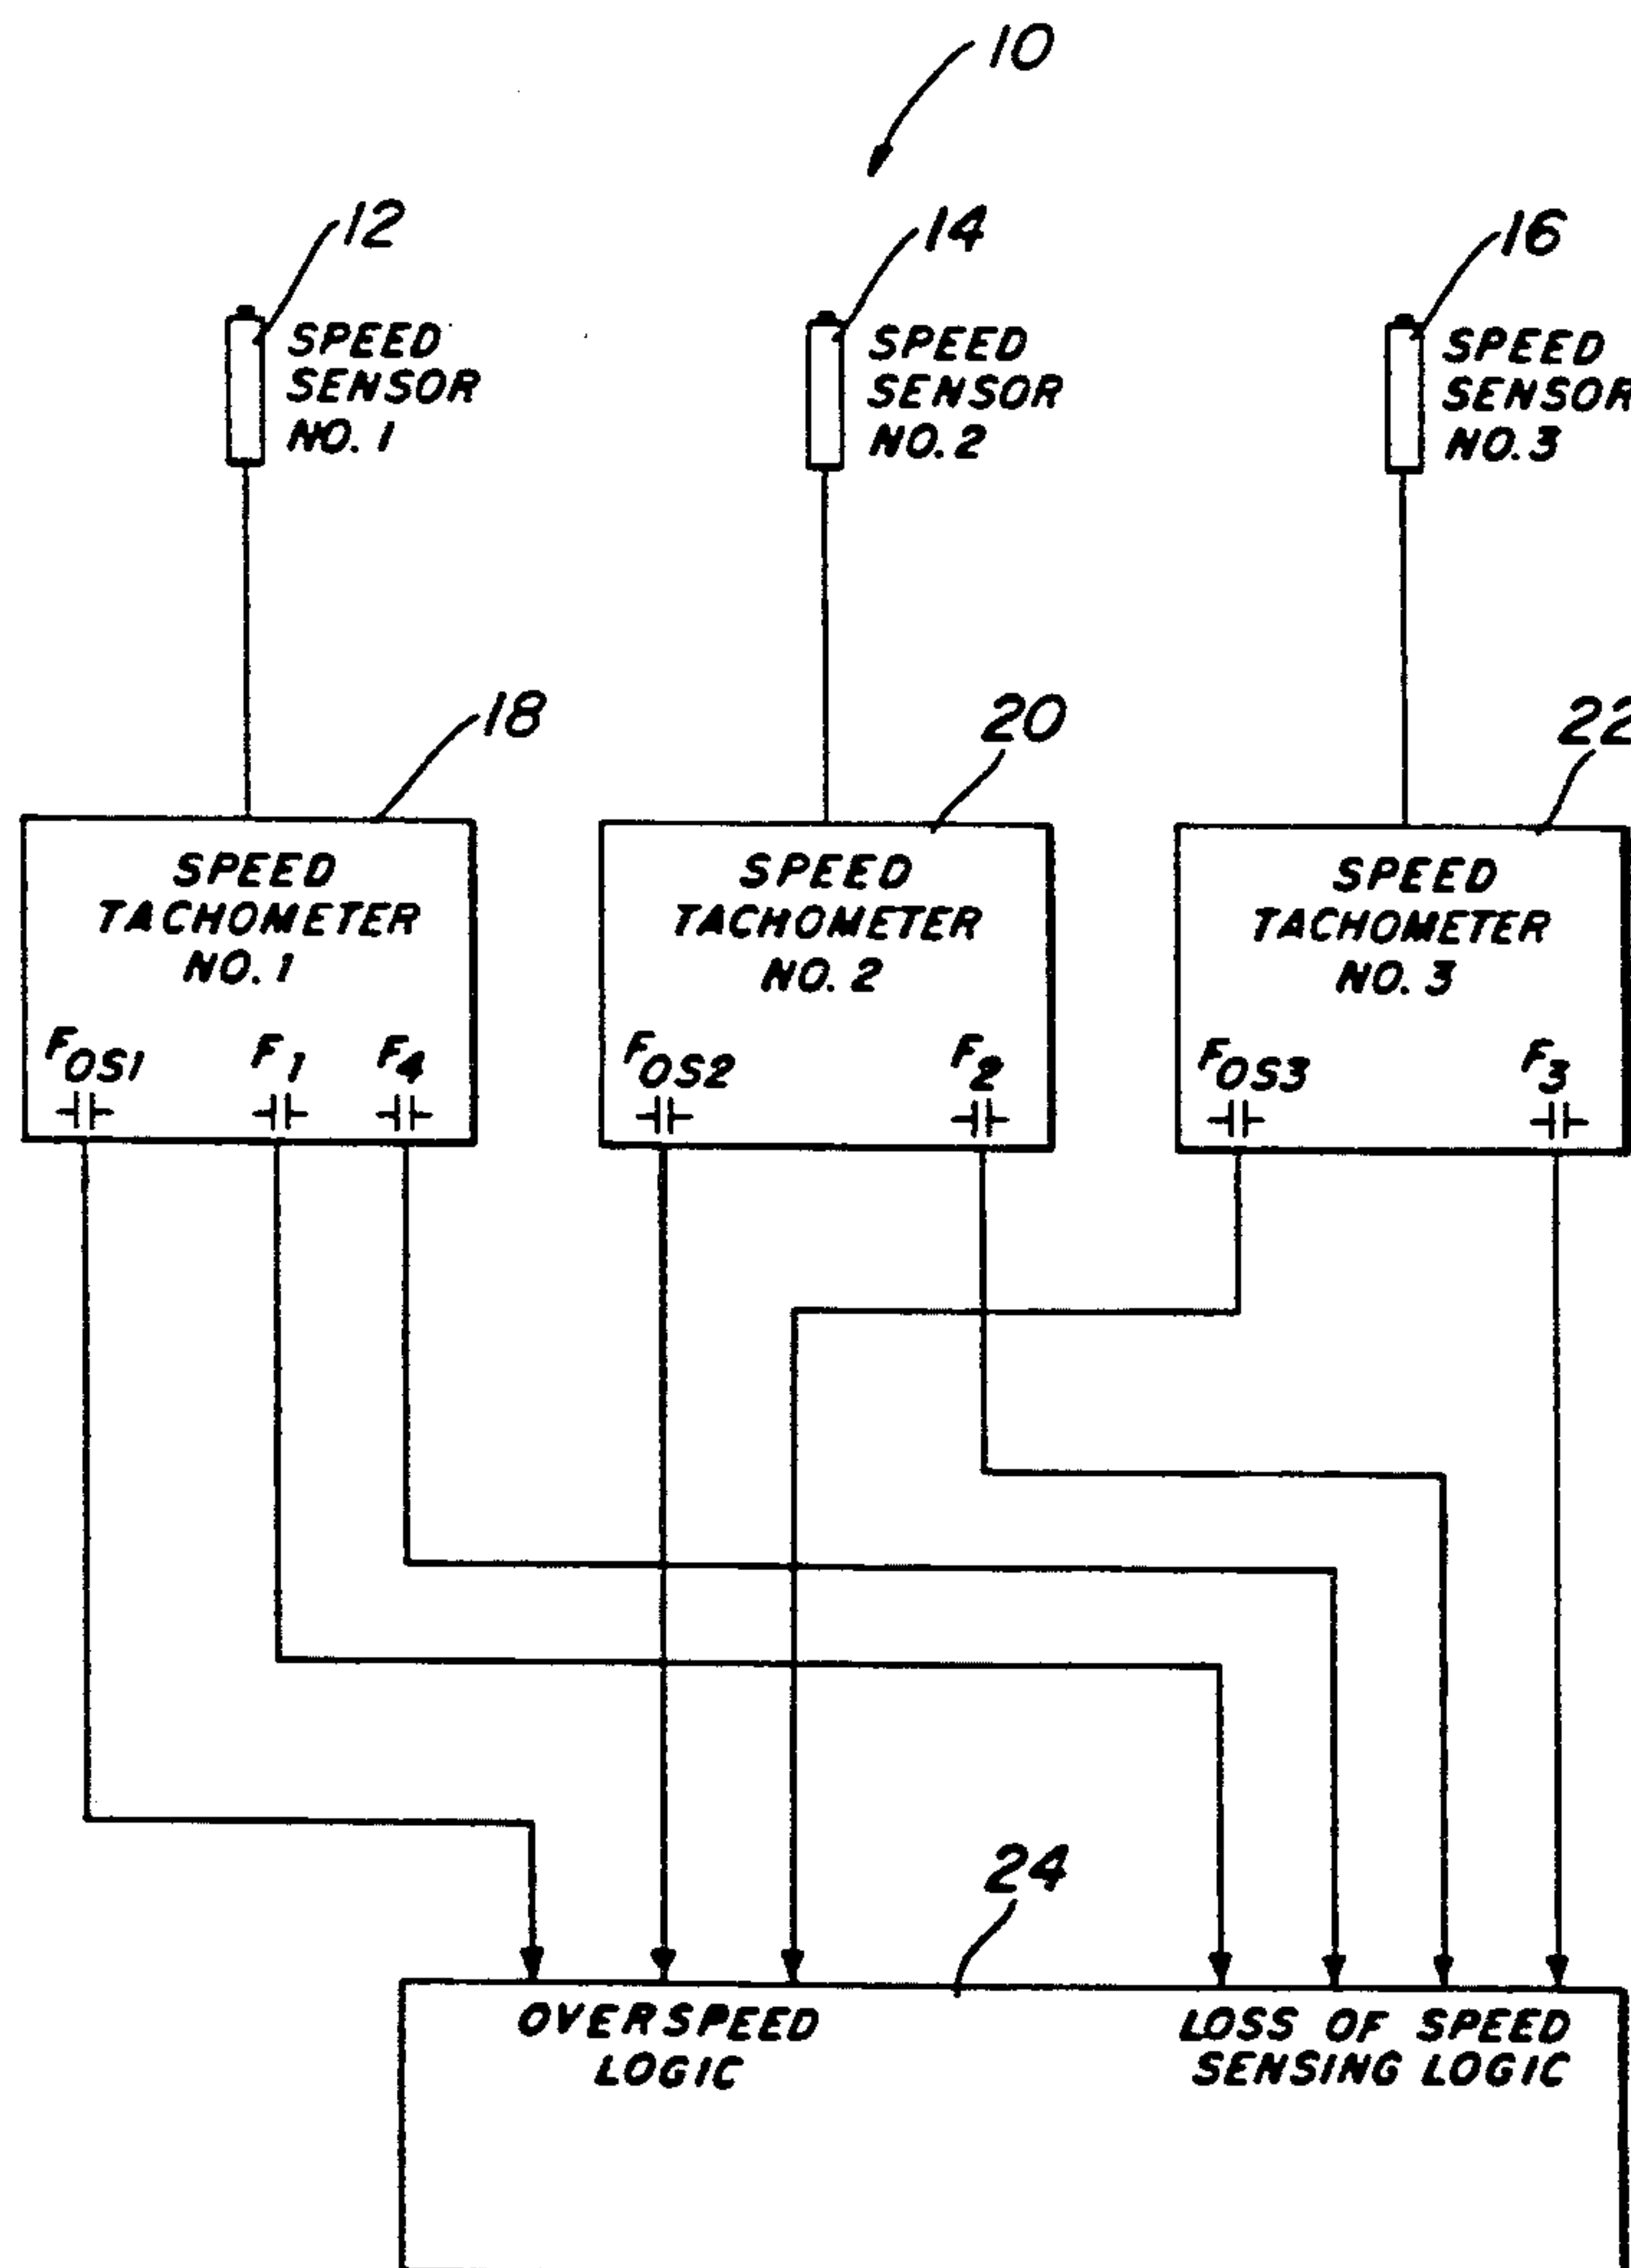 10
12
SPEED
SENSOR
NO. 1
14
SPEED
SENSOR
NO. 2
16
SPEED
SENSOR
NO. 3
18
SPEED
TACHOMETER
NO. 1
FOS1 F1 F4
20
SPEED
TACHOMETER
NO. 2
FOS2 F2
22
SPEED
TACHOMETER
NO. 3
FOS3 F3
24
OVERSPEED
LOGIC
LOSS OF SPEED
SENSING LOGIC